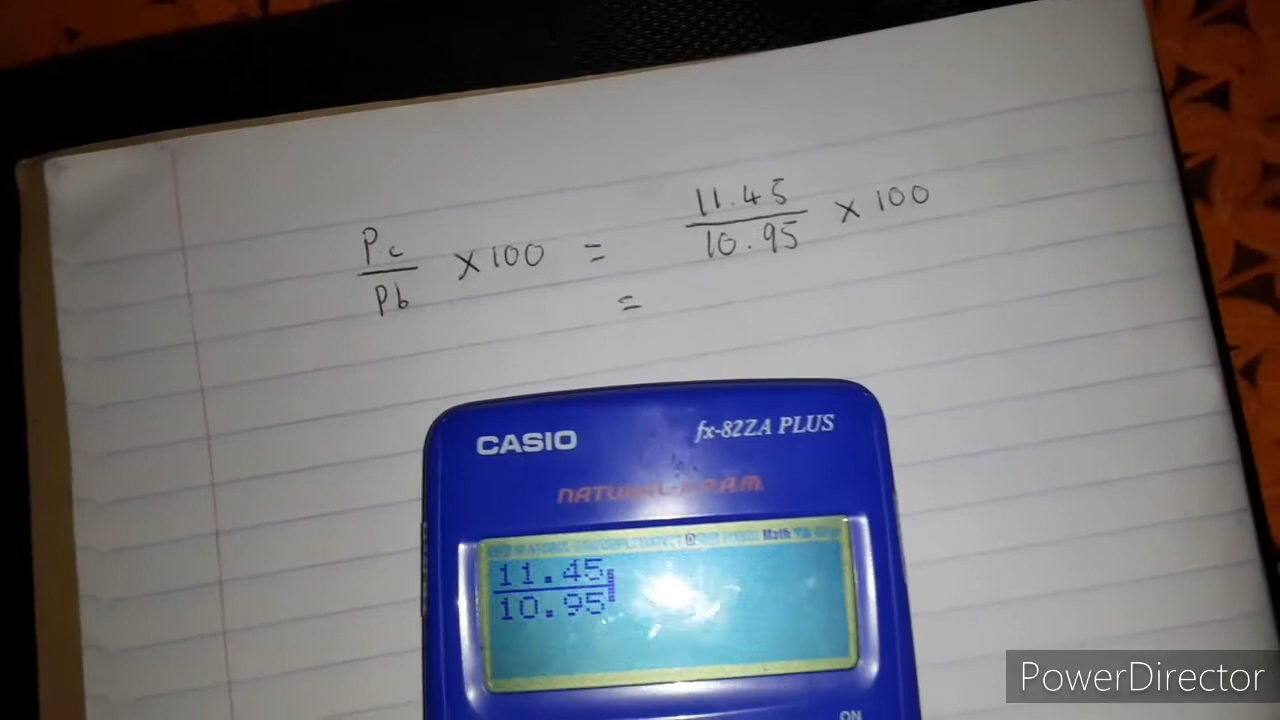 Pc/Pb × 100 = 11.45/10.95 × 100
=
CASIO fx-82ZA PLUS
NATURAL-V.P.A.M.
Math
11.45
10.95
ON
PowerDirector